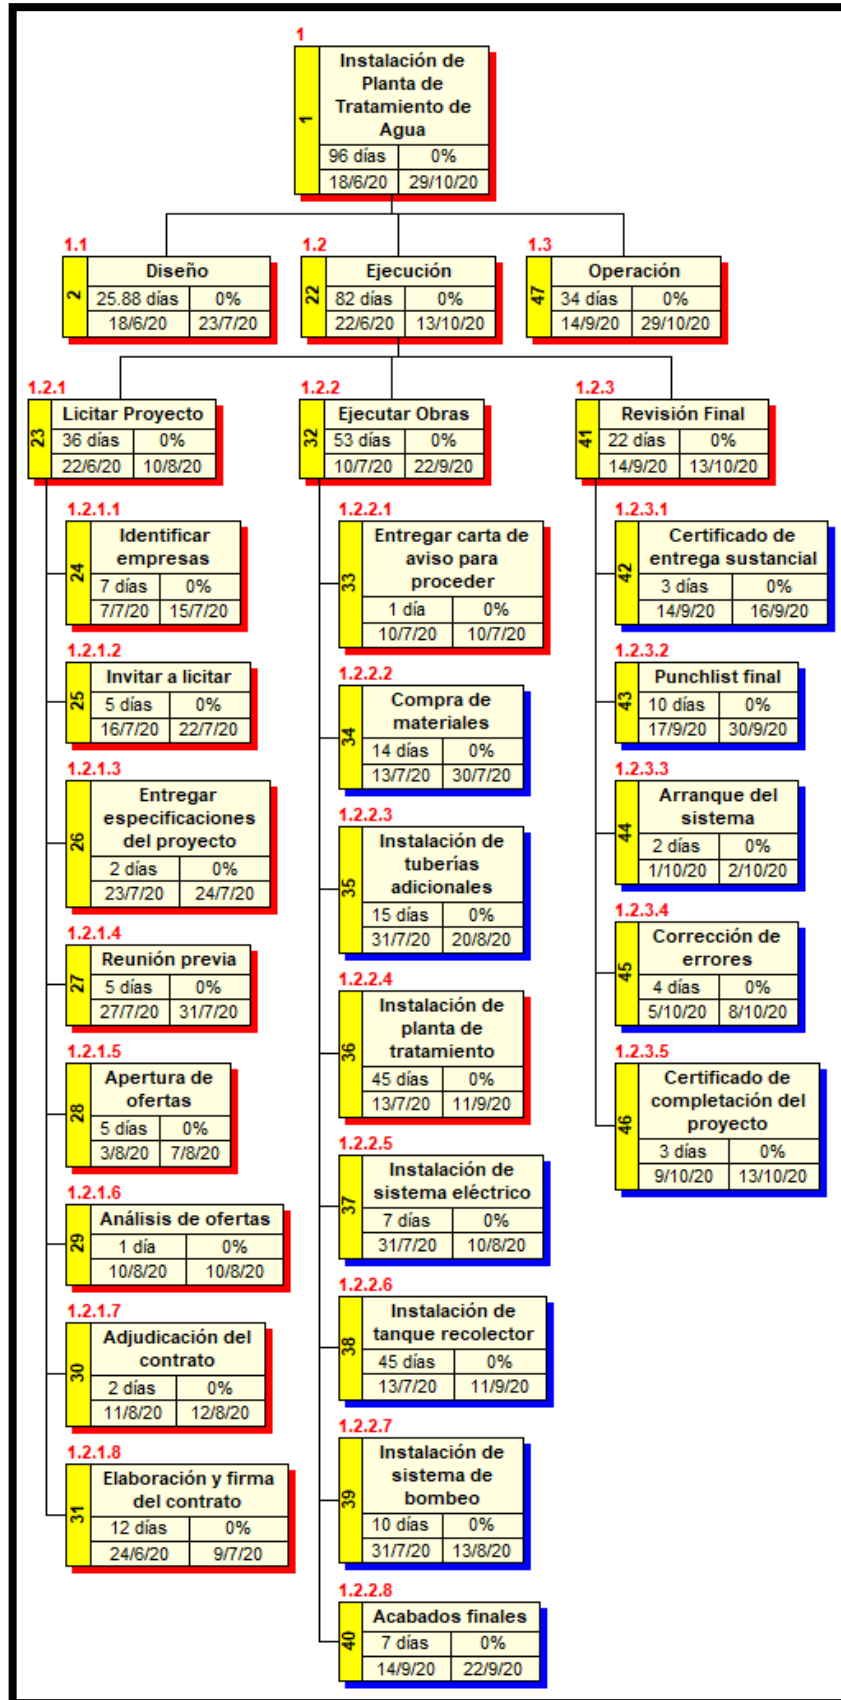 1
1
Instalación de
Planta de
Tratamiento de
Agua
96 días 0%
18/6/20 29/10/20
1.1
2
Diseño
25.88 días 0%
18/6/20 23/7/20
1.2
22
Ejecución
82 días 0%
22/6/20 13/10/20
1.3
47
Operación
34 días 0%
14/9/20 29/10/20
1.2.1
23
Licitar Proyecto
36 días 0%
22/6/20 10/8/20
1.2.1.1
24
Identificar
empresas
7 días 0%
7/7/20 15/7/20
1.2.1.2
25
Invitar a licitar
5 días 0%
16/7/20 22/7/20
1.2.1.3
26
Entregar
especificaciones
del proyecto
2 días 0%
23/7/20 24/7/20
1.2.1.4
27
Reunión previa
5 días 0%
27/7/20 31/7/20
1.2.1.5
28
Apertura de
ofertas
5 días 0%
3/8/20 7/8/20
1.2.1.6
29
Análisis de ofertas
1 día 0%
10/8/20 10/8/20
1.2.1.7
30
Adjudicación del
contrato
2 días 0%
11/8/20 12/8/20
1.2.1.8
31
Elaboración y firma
del contrato
12 días 0%
24/6/20 9/7/20
1.2.2
32
Ejecutar Obras
53 días 0%
10/7/20 22/9/20
1.2.2.1
33
Entregar carta de
aviso para
proceder
1 día 0%
10/7/20 10/7/20
1.2.2.2
34
Compra de
materiales
14 días 0%
13/7/20 30/7/20
1.2.2.3
35
Instalación de
tuberías
adicionales
15 días 0%
31/7/20 20/8/20
1.2.2.4
36
Instalación de
planta de
tratamiento
45 días 0%
13/7/20 11/9/20
1.2.2.5
37
Instalación de
sistema eléctrico
7 días 0%
31/7/20 10/8/20
1.2.2.6
38
Instalación de
tanque recolector
45 días 0%
13/7/20 11/9/20
1.2.2.7
39
Instalación de
sistema de
bombeo
10 días 0%
31/7/20 13/8/20
1.2.2.8
40
Acabados finales
7 días 0%
14/9/20 22/9/20
1.2.3
41
Revisión Final
22 días 0%
14/9/20 13/10/20
1.2.3.1
42
Certificado de
entrega sustancial
3 días 0%
14/9/20 16/9/20
1.2.3.2
43
Punchlist final
10 días 0%
17/9/20 30/9/20
1.2.3.3
44
Arranque del
sistema
2 días 0%
1/10/20 2/10/20
1.2.3.4
45
Corrección de
errores
4 días 0%
5/10/20 8/10/20
1.2.3.5
46
Certificado de
completación del
proyecto
3 días 0%
9/10/20 13/10/20